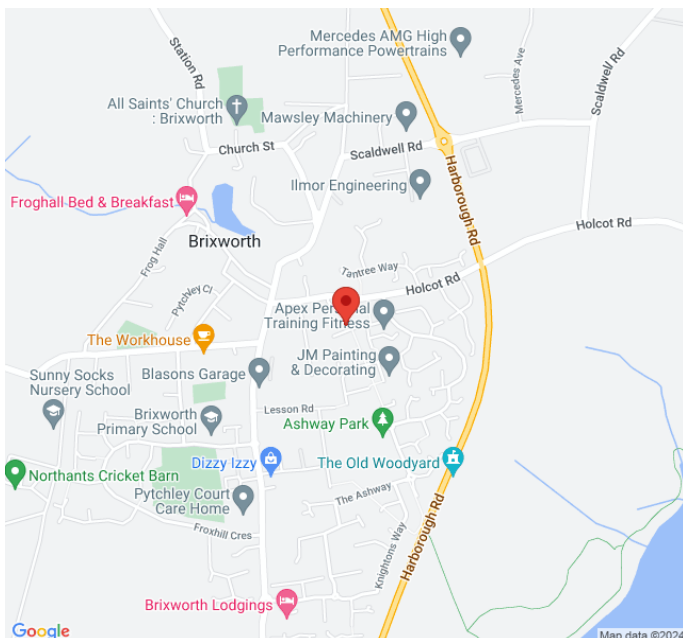 Mercedes AMG High
Performance Powertrains
Station Rd
Mercedes Ave
Scaldwell Rd
All Saints' Church
: Brixworth
Mawsley Machinery
Church St
Scaldwell Rd
Ilmor Engineering
Harborough Rd
Froghall Bed & Breakfast
Holcot Rd
Brixworth
Frog Hall
Tantree Way
Holcot Rd
Pytchley Cl
Apex Personal
Training Fitness
The Workhouse
JM Painting
& Decorating
Blasons Garage
Sunny Socks
Nursery School
Lesson Rd
Brixworth
Primary School
Ashway Park
Dizzy Izzy
The Old Woodyard
Northants Cricket Barn
Pytchley Court
Care Home
The Ashway
Froxhill Cres
Knightons Way
Harborough Rd
Brixworth Lodgings
Google
Map data ©2024